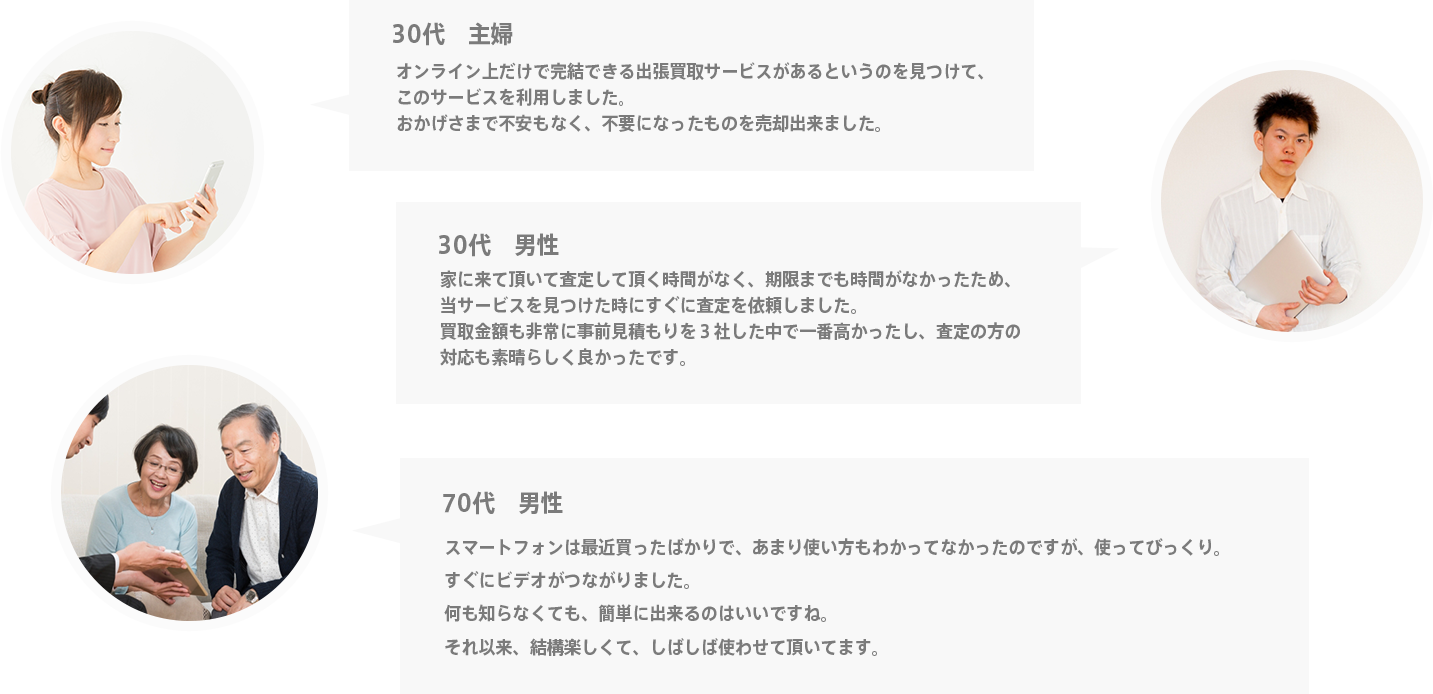 30代　主婦
オンライン上だけで完結できる出張買取サービスがあるというのを見つけて、
このサービスを利用しました。
おかげさまで不安もなく、不要になったものを売却出来ました。
30代　男性
家に来て頂いて査定して頂く時間がなく、期限までも時間がなかったため、
当サービスを見つけた時にすぐに査定を依頼しました。
買取金額も非常に事前見積もりを３社した中で一番高かったし、査定の方の
対応も素晴らしく良かったです。
70代　男性
スマートフォンは最近買ったばかりで、あまり使い方もわかってなかったのですが、使ってびっくり。
すぐにビデオがつながりました。
何も知らなくても、簡単に出来るのはいいですね。
それ以来、結構楽しくて、しばしば使わせて頂いてます。